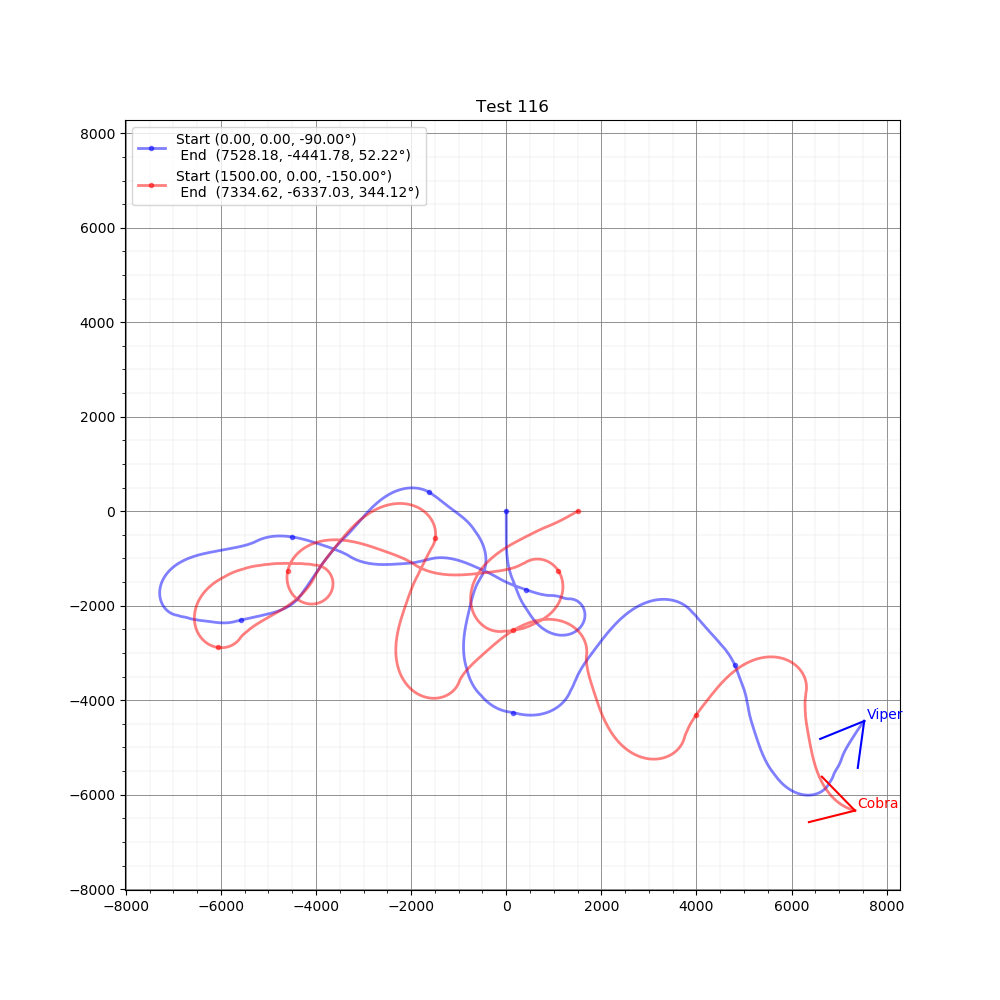 Test 116
Start (0.00, 0.00, -90.00°)
End  (7528.18, -4441.78, 52.22°)
Start (1500.00, 0.00, -150.00°)
End  (7334.62, -6337.03, 344.12°)
8000
6000
4000
2000
0
−2000
−4000
−6000
−8000
Viper
Cobra
−8000 −6000 −4000 −2000 0 2000 4000 6000 8000